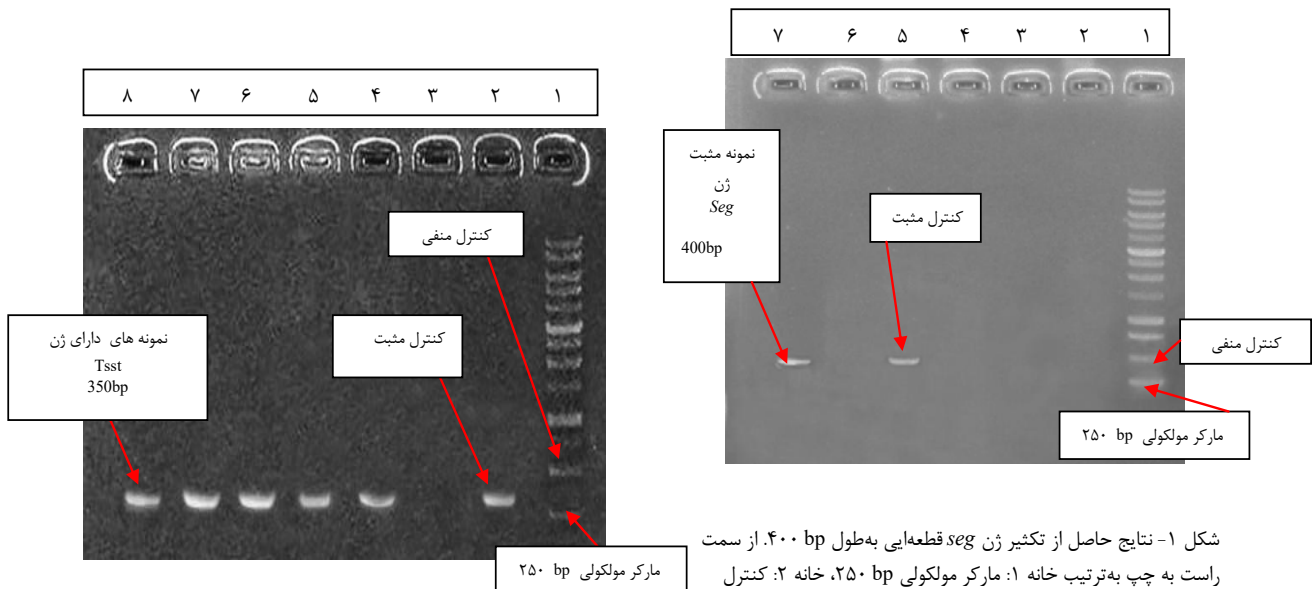 ۱ ۲ ۳ ۴ ۵ ۶ ۷
نمونه مثبت
ژن
Seg
400bp
کنترل مثبت
کنترل منفی
مارکر مولکولی ۲۵۰ bp
شکل ۱- نتایج حاصل از تکثیر ژن seg قطعه‌ایی به‌طول ۴۰۰ bp. از سمت
راست به چپ به‌ترتیب خانه ۱: مارکر مولکولی ۲۵۰ bp، خانه ۲: کنترل
۱ ۲ ۳ ۴ ۵ ۶ ۷ ۸
کنترل منفی
کنترل مثبت
نمونه های دارای ژن
Tsst
350bp
مارکر مولکولی ۲۵۰ bp